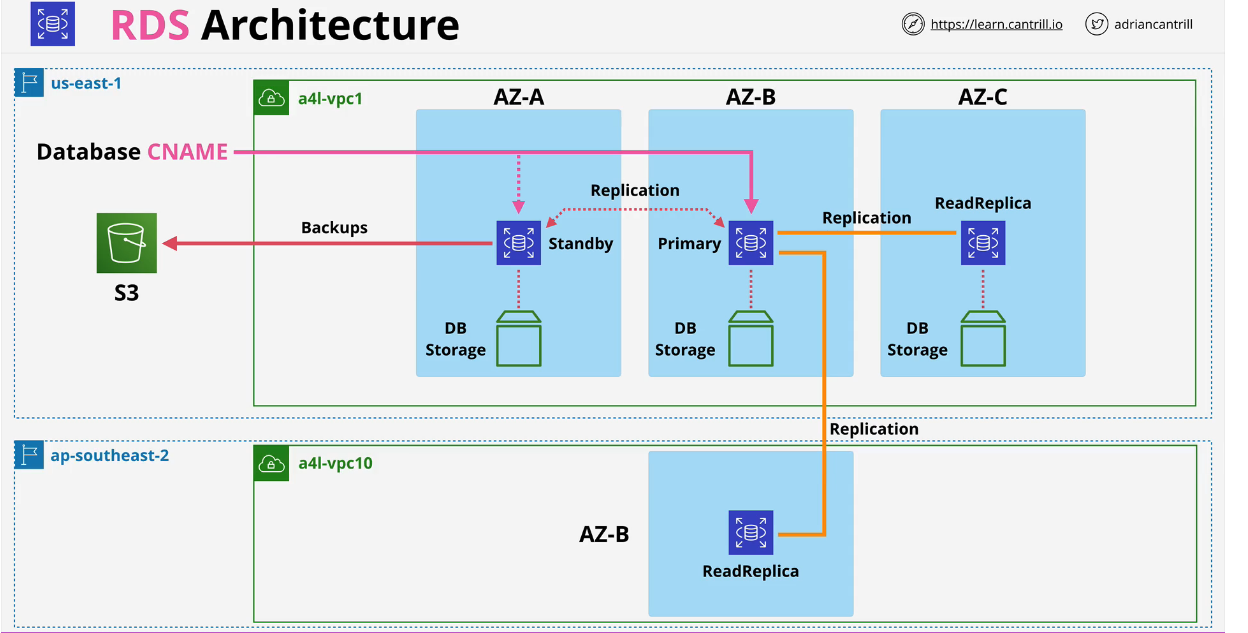 RDS Architecture
https://learn.cantrill.io
adriancantrill
us-east-1
a4l-vpc1
AZ-A
AZ-B
AZ-C
Database CNAME
Replication
ReadReplica
Replication
Backups
Standby
Primary
S3
DB
Storage
DB
Storage
DB
Storage
Replication
ap-southeast-2
a4l-vpc10
AZ-B
ReadReplica